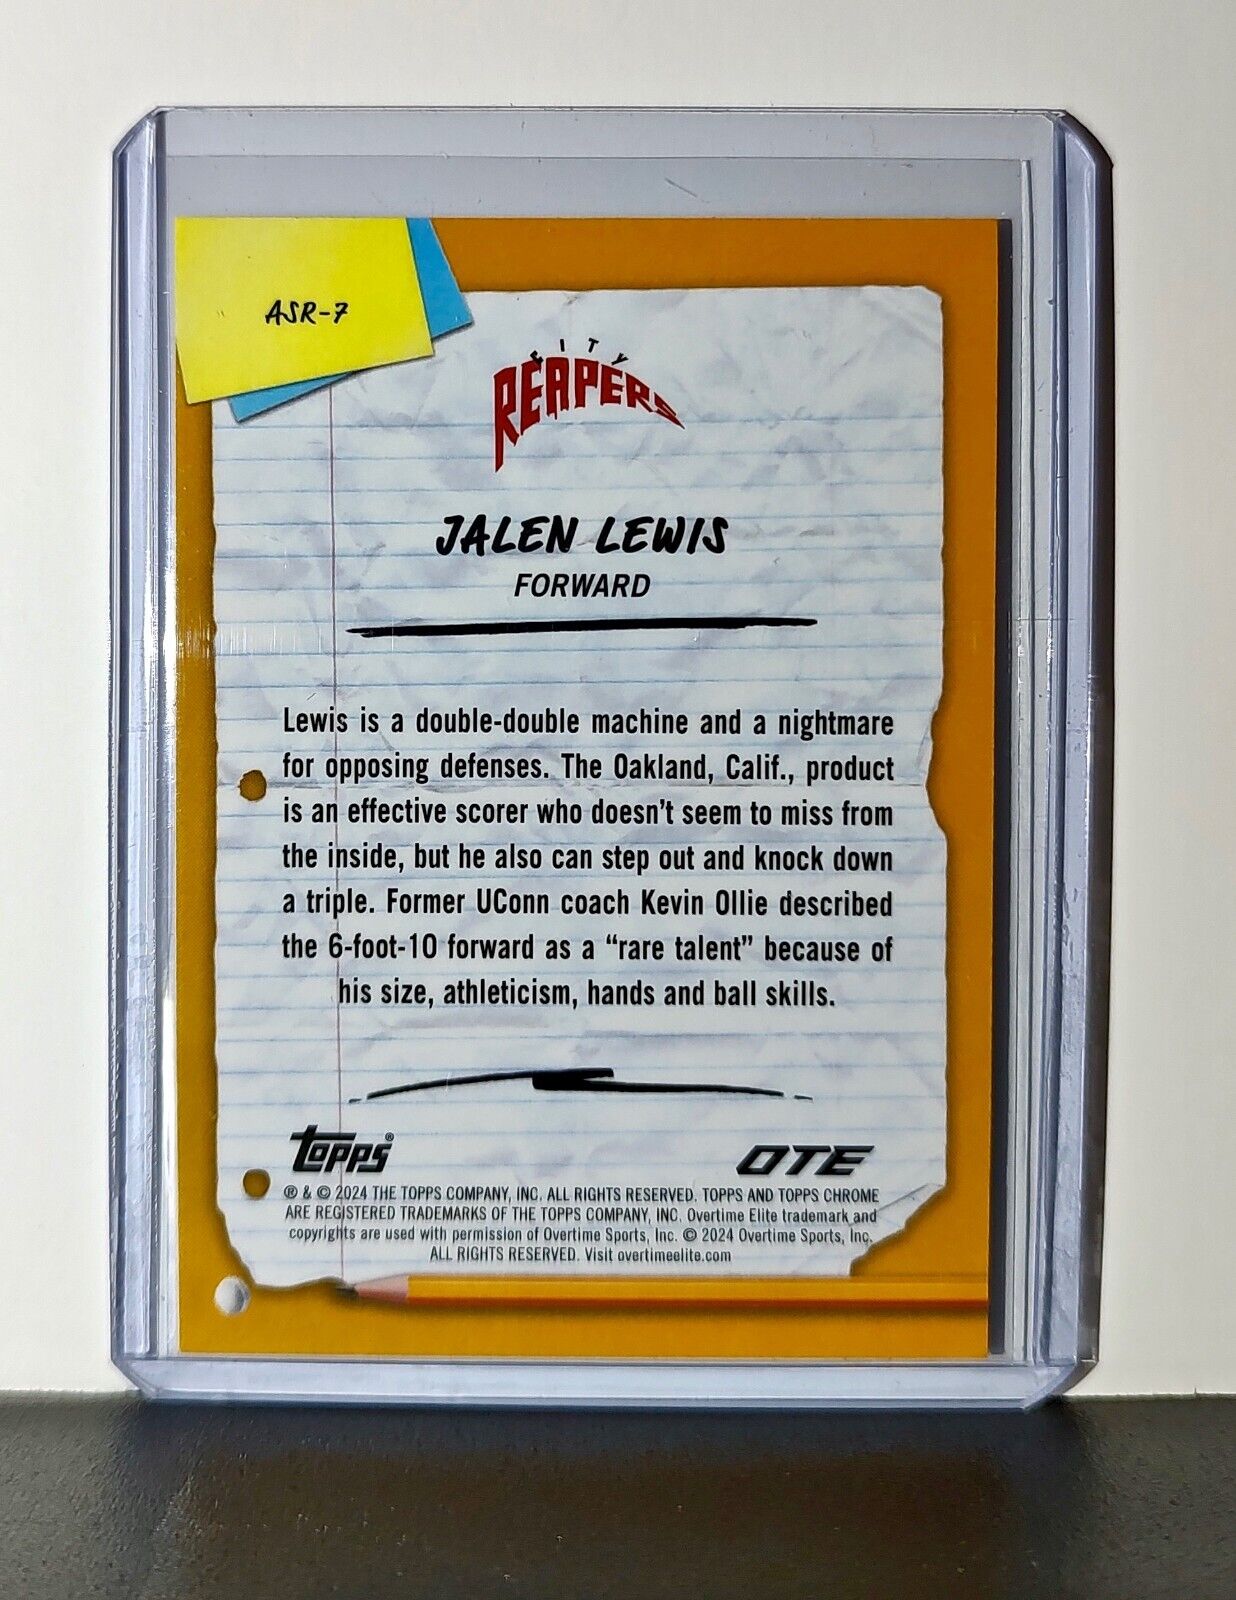 ASR-7
CITY
REAPERS
JALEN LEWIS
FORWARD
Lewis is a double-double machine and a nightmare
for opposing defenses. The Oakland, Calif., product
is an effective scorer who doesn't seem to miss from
the inside, but he also can step out and knock down
a triple. Former UConn coach Kevin Ollie described
the 6-foot-10 forward as a “rare talent” because of
his size, athleticism, hands and ball skills.
topps® OTE
® & © 2024 THE TOPPS COMPANY, INC. ALL RIGHTS RESERVED. TOPPS AND TOPPS CHROME
ARE REGISTERED TRADEMARKS OF THE TOPPS COMPANY, INC. Overtime Elite trademark and
copyrights are used with permission of Overtime Sports, Inc. © 2024 Overtime Sports, Inc.
ALL RIGHTS RESERVED. Visit overtimeelite.com